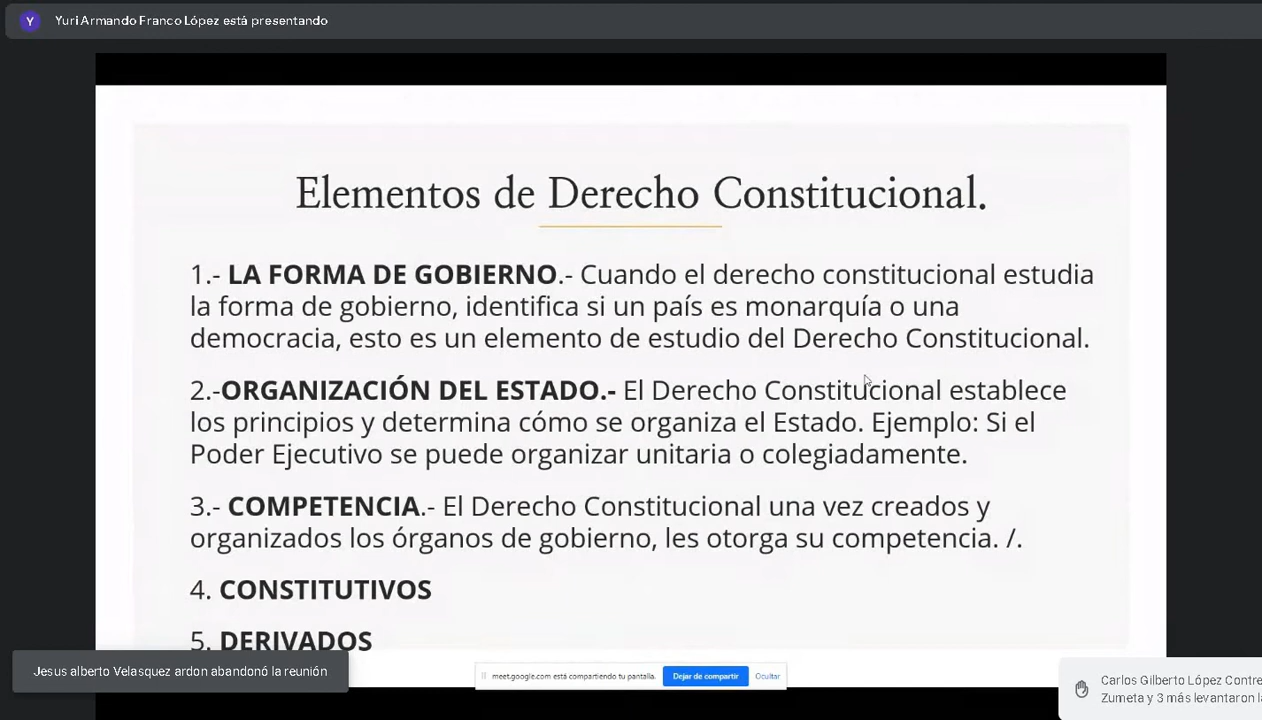 Y
Yuri Armando Franco López está presentando
Elementos de Derecho Constitucional.
1.- LA FORMA DE GOBIERNO.- Cuando el derecho constitucional estudia
la forma de gobierno, identifica si un país es monarquía o una
democracia, esto es un elemento de estudio del Derecho Constitucional.
2.-ORGANIZACIÓN DEL ESTADO.- El Derecho Constitucional establece
los principios y determina cómo se organiza el Estado. Ejemplo: Si el
Poder Ejecutivo se puede organizar unitaria o colegiadamente.
3.- COMPETENCIA.- El Derecho Constitucional una vez creados y
organizados los órganos de gobierno, les otorga su competencia. /.
4. CONSTITUTIVOS
5. DERIVADOS
Jesus alberto Velasquez ardon abandonó la reunión
meet.google.com está compartiendo tu pantalla. Dejar de compartir Ocultar
Carlos Gilberto López Contre
Zumeta y 3 más levantaron la